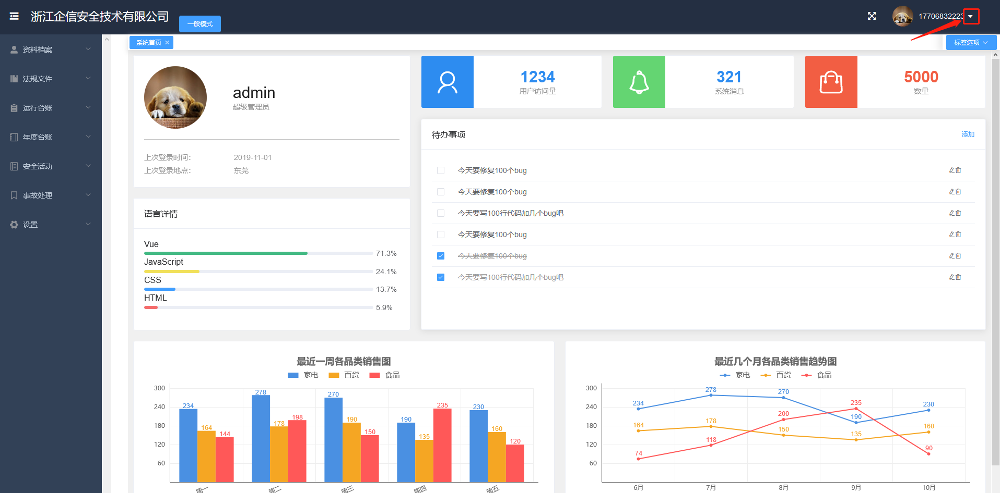 浙江企信安全技术有限公司
一般模式
17706832223
资料档案
法规文件
运行台账
年度台账
安全活动
事故处理
设置
系统首页
标签选项
admin
超级管理员
上次登录时间：
2019-11-01
上次登录地点：
东莞
1234
用户访问量
321
系统消息
5000
数量
语言详情
Vue
71.3%
JavaScript
24.1%
CSS
13.7%
HTML
5.9%
待办事项
添加
今天要修复100个bug
今天要修复100个bug
今天要写100行代码加几个bug吧
今天要修复100个bug
今天要修复100个bug
今天要写100行代码加几个bug吧
最近一周各品类销售图
家电 百货 食品
300
240
180
120
60
234 164 144
278 178 198
270 190 150
190 135 235
230 160 120
周一 周二 周三 周四 周五
最近几个月各品类销售趋势图
家电 百货 食品
300
240
180
120
60
234 278 270 190 230
164 178 150 135 160
74 118 200 235 90
6月 7月 8月 9月 10月